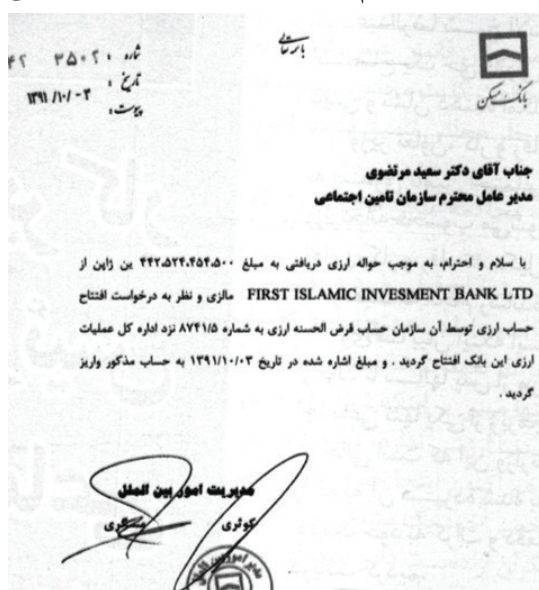 باسمه تعالی
بانک مسکن
شماره :
تاریخ : ۱۳۹۱/۱۰/۰۳
پیوست :
جناب آقای دکتر سعید مرتضوی
مدیر عامل محترم سازمان تامین اجتماعی
با سلام و احترام، به موجب حواله ارزی دریافتی به مبلغ ۴۴۲،۵۲۴،۴۵۴،۵۰۰ ین ژاپن از
FIRST ISLAMIC INVESMENT BANK LTD مالزی و نظر به درخواست افتتاح
حساب ارزی توسط آن سازمان حساب قرض الحسنه ارزی به شماره ۸۷۴۱/۵ نزد اداره کل عملیات
ارزی این بانک افتتاح گردید . و مبلغ اشاره شده در تاریخ ۱۳۹۱/۱۰/۰۳ به حساب مذکور واریز
گردید .
مدیریت امور بین الملل
کوثری